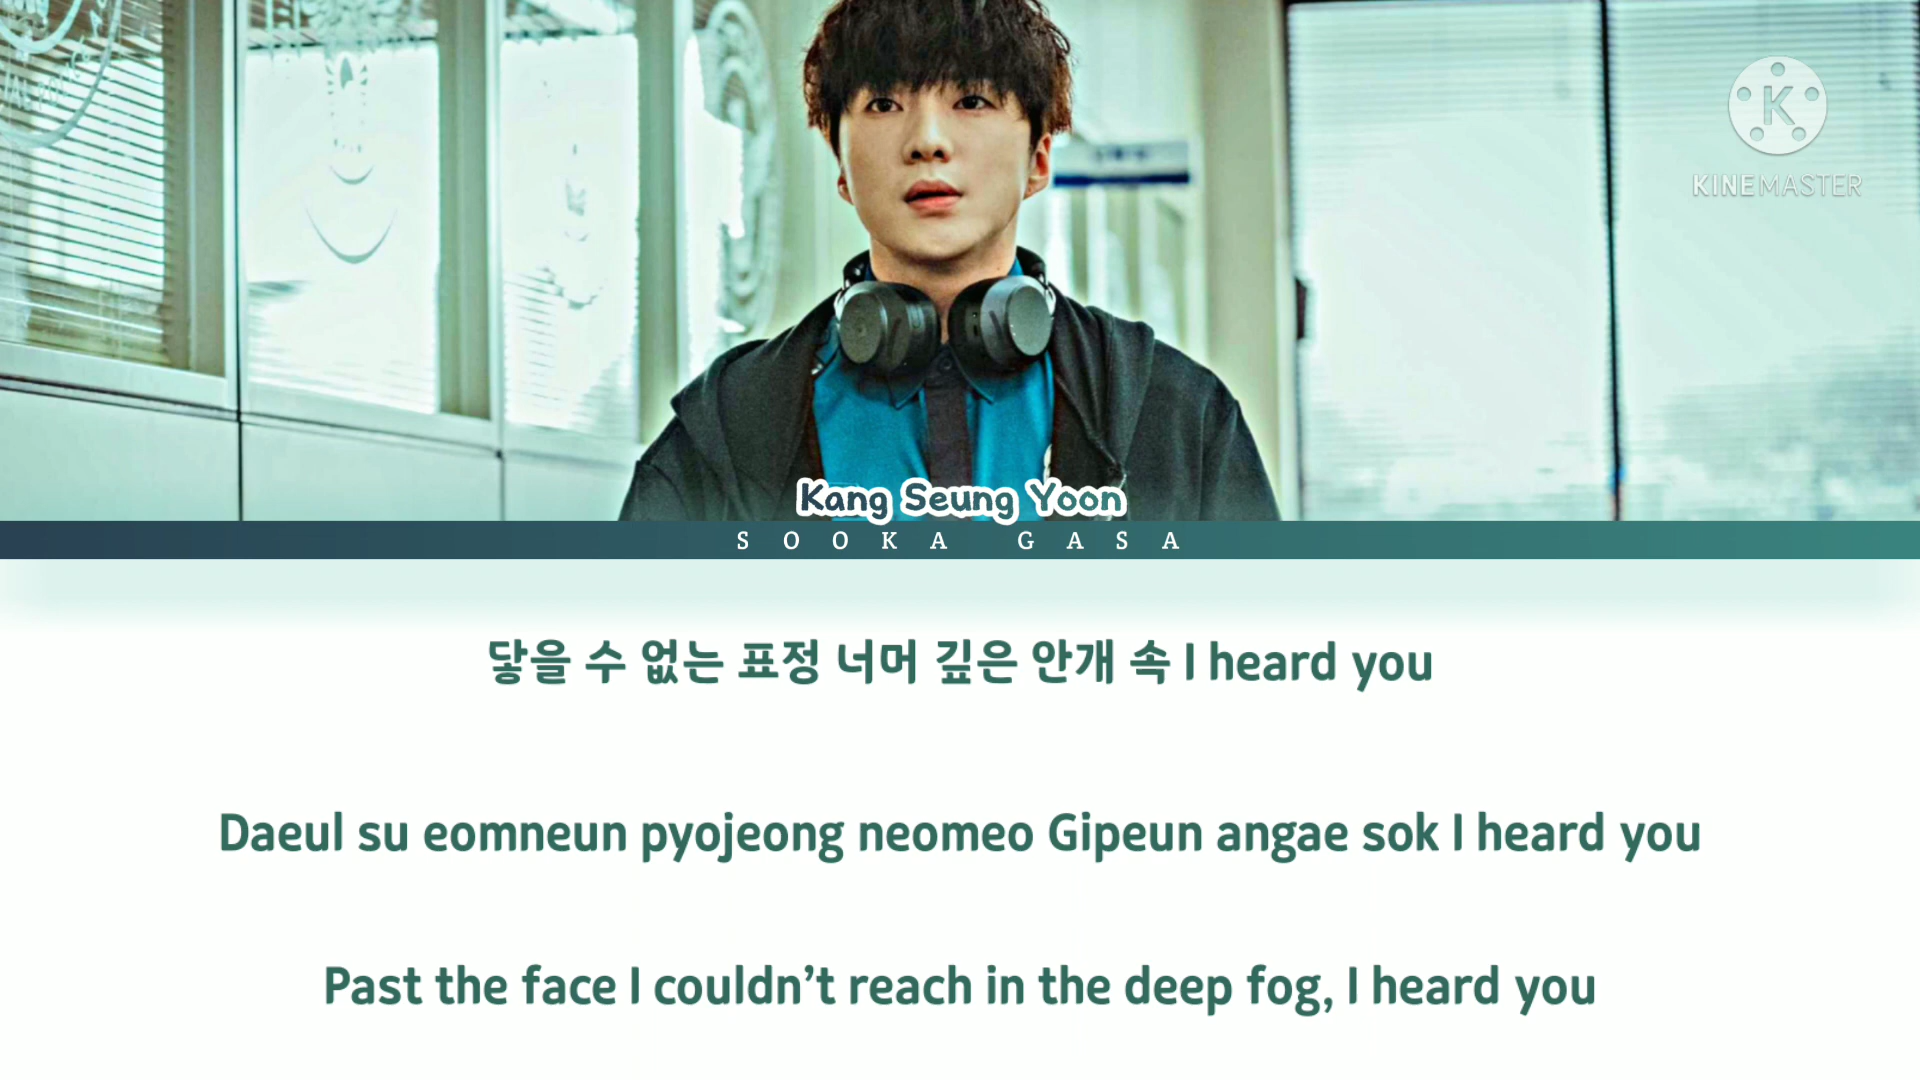 KINEMASTER
Kang Seung Yoon
SOOKA GASA
닿을 수 없는 표정 너머 깊은 안개 속 I heard you
Daeul su eomneun pyojeong neomeo Gipeun angae sok I heard you
Past the face I couldn’t reach in the deep fog, I heard you